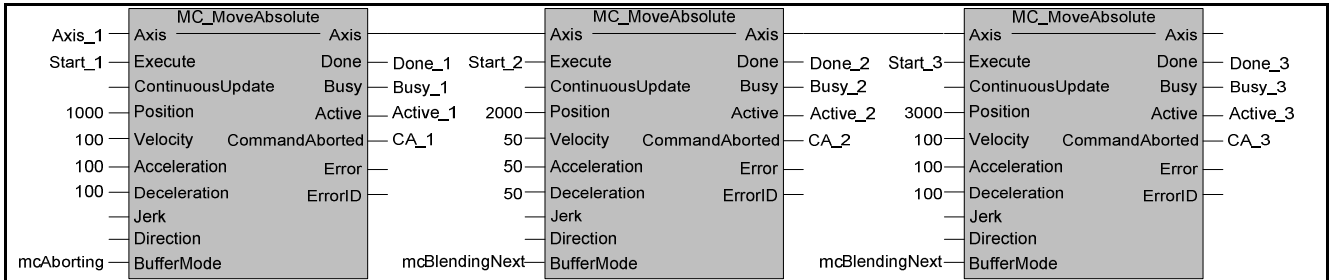 MC_MoveAbsolute MC_MoveAbsolute MC_MoveAbsolute
Axis_1 Axis Axis Axis Axis Axis Axis
Start_1 Execute Done Done_1 Start_2 Execute Done Done_2 Start_3 Execute Done Done_3
ContinuousUpdate Busy Busy_1 ContinuousUpdate Busy Busy_2 ContinuousUpdate Busy Busy_3
1000 Position Active Active_1 2000 Position Active Active_2 3000 Position Active Active_3
100 Velocity CommandAborted CA_1 50 Velocity CommandAborted CA_2 100 Velocity CommandAborted CA_3
100 Acceleration Error 50 Acceleration Error 100 Acceleration Error
100 Deceleration ErrorID 50 Deceleration ErrorID 100 Deceleration ErrorID
Jerk Jerk Jerk
Direction Direction Direction
mcAborting BufferMode mcBlendingNext BufferMode mcBlendingNext BufferMode